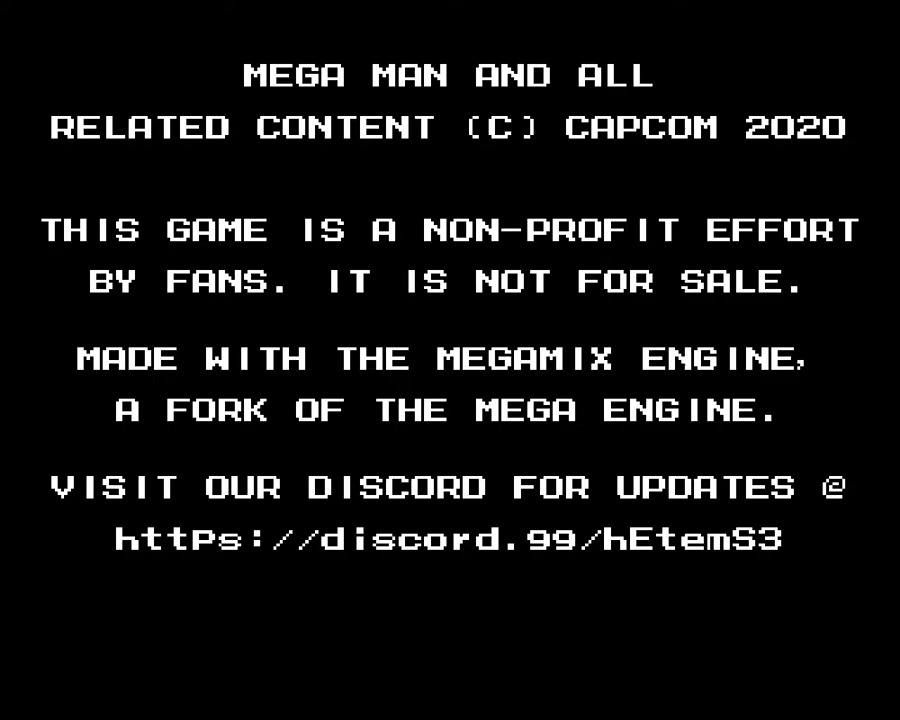 MEGA MAN AND ALL
RELATED CONTENT (C) CAPCOM 2020
THIS GAME IS A NON-PROFIT EFFORT
BY FANS. IT IS NOT FOR SALE.
MADE WITH THE MEGAMIX ENGINE,
A FORK OF THE MEGA ENGINE.
VISIT OUR DISCORD FOR UPDATES @
https://discord.gg/hEtemS3